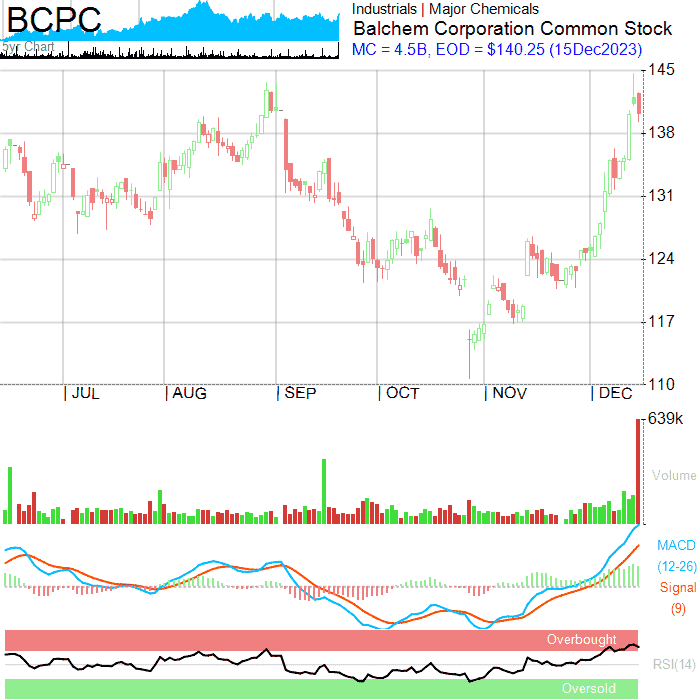 BCPC
5yr Chart
Industrials | Major Chemicals
Balchem Corporation Common Stock
MC = 4.5B, EOD = $140.25 (15Dec2023)
145
138
131
124
117
110
| JUL | AUG | SEP | OCT | NOV | DEC
639k
Volume
MACD
(12-26)
Signal
(9)
Overbought
RSI(14)
Oversold